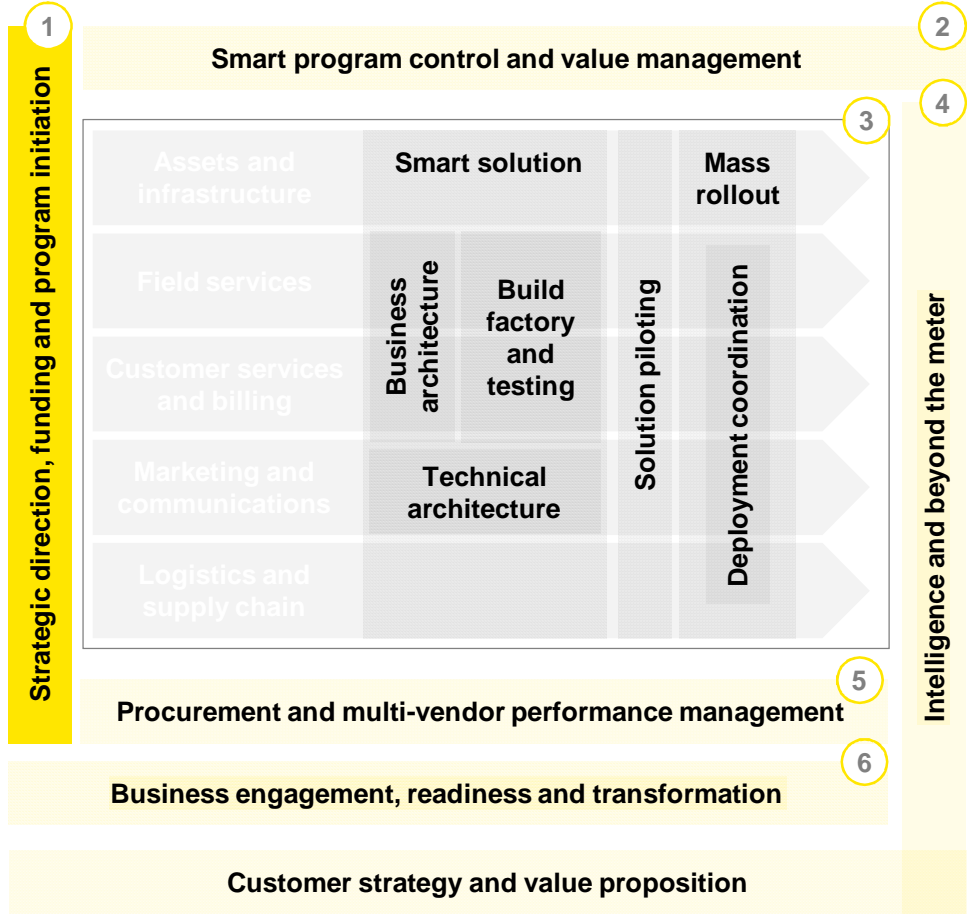 1
Strategic direction, funding and program initiation
2
Smart program control and value management
4
Intelligence and beyond the meter
3
Assets and
infrastructure
Field services
Customer services
and billing
Marketing and
communications
Logistics and
supply chain
Smart solution
Business
architecture
Build
factory
and
testing
Technical
architecture
Solution piloting
Mass
rollout
Deployment coordination
5
Procurement and multi-vendor performance management
6
Business engagement, readiness and transformation
Customer strategy and value proposition